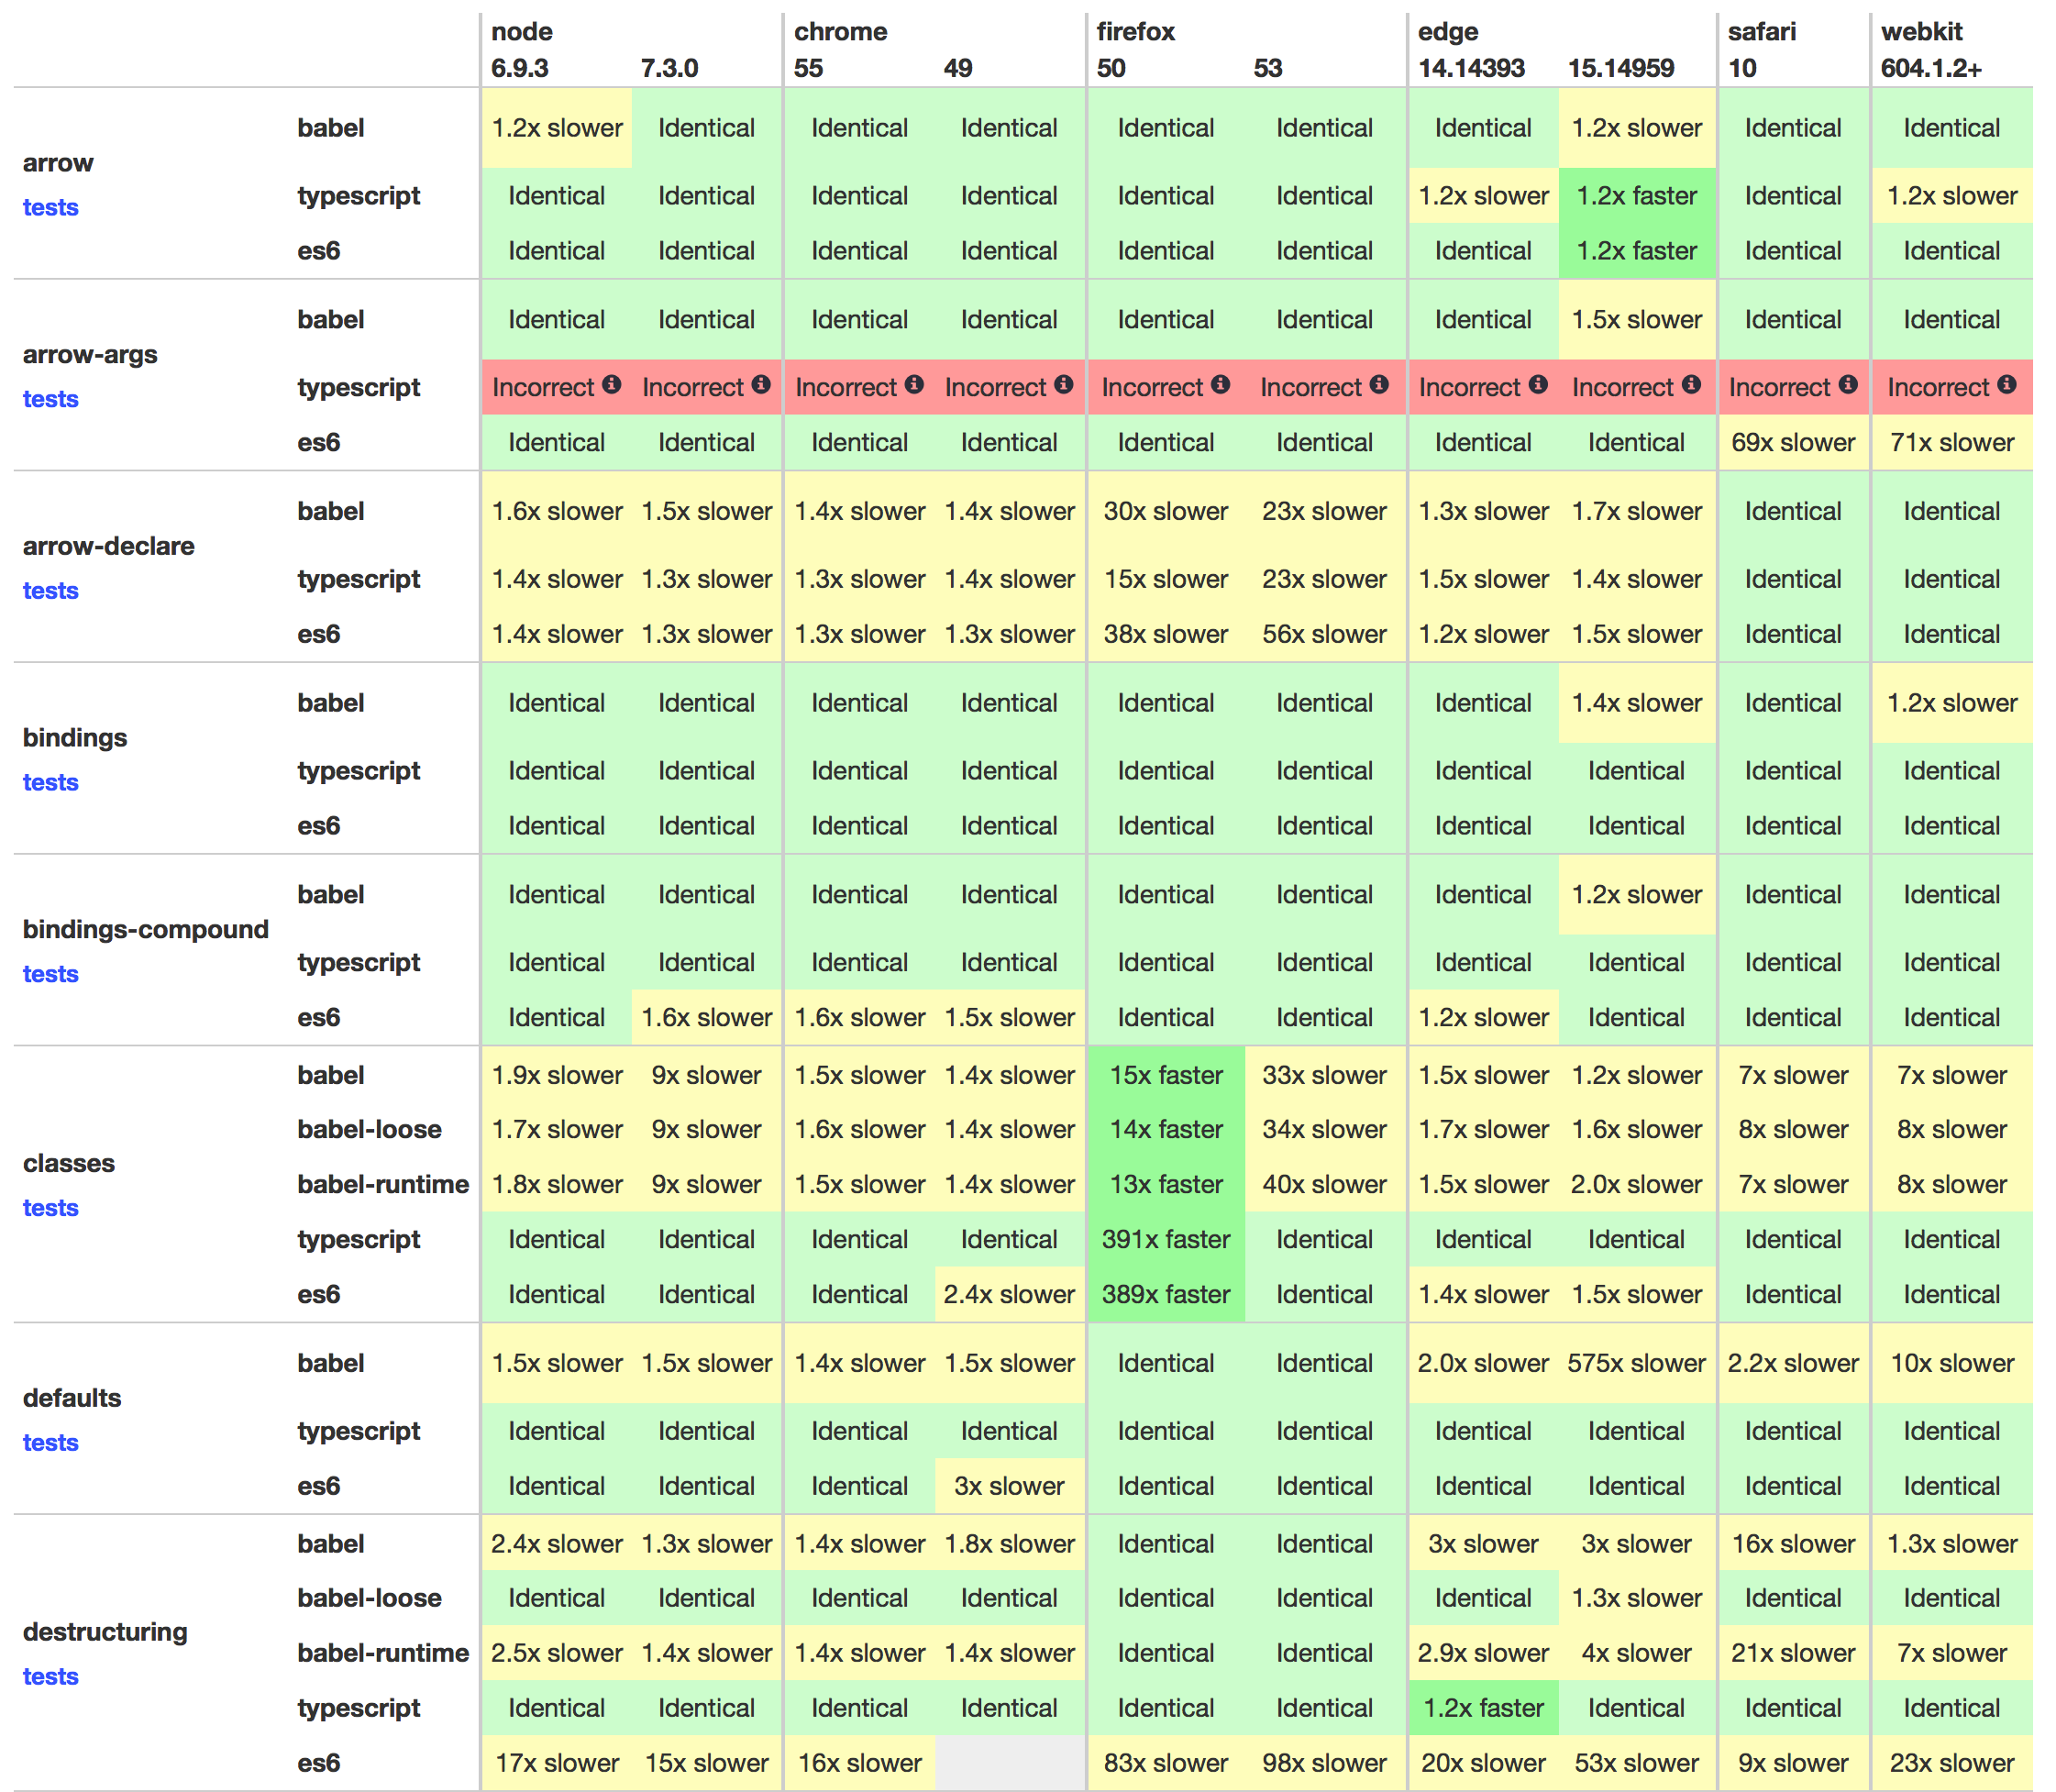 node chrome firefox edge safari webkit
6.9.3 7.3.0 55 49 50 53 14.14393 15.14959 10 604.1.2+
babel 1.2x slower Identical Identical Identical Identical Identical Identical 1.2x slower Identical Identical
arrow
typescript Identical Identical Identical Identical Identical Identical 1.2x slower 1.2x faster Identical 1.2x slower
tests
es6 Identical Identical Identical Identical Identical Identical Identical 1.2x faster Identical Identical
babel Identical Identical Identical Identical Identical Identical Identical 1.5x slower Identical Identical
arrow-args
typescript Incorrect Incorrect Incorrect Incorrect Incorrect Incorrect Incorrect Incorrect Incorrect Incorrect
tests
es6 Identical Identical Identical Identical Identical Identical Identical Identical 69x slower 71x slower
babel 1.6x slower 1.5x slower 1.4x slower 1.4x slower 30x slower 23x slower 1.3x slower 1.7x slower Identical Identical
arrow-declare
typescript 1.4x slower 1.3x slower 1.3x slower 1.4x slower 15x slower 23x slower 1.5x slower 1.4x slower Identical Identical
tests
es6 1.4x slower 1.3x slower 1.3x slower 1.3x slower 38x slower 56x slower 1.2x slower 1.5x slower Identical Identical
babel Identical Identical Identical Identical Identical Identical Identical 1.4x slower Identical 1.2x slower
bindings
typescript Identical Identical Identical Identical Identical Identical Identical Identical Identical Identical
tests
es6 Identical Identical Identical Identical Identical Identical Identical Identical Identical Identical
babel Identical Identical Identical Identical Identical Identical Identical 1.2x slower Identical Identical
bindings-compound
typescript Identical Identical Identical Identical Identical Identical Identical Identical Identical Identical
tests
es6 Identical 1.6x slower 1.6x slower 1.5x slower Identical Identical 1.2x slower Identical Identical Identical
babel 1.9x slower 9x slower 1.5x slower 1.4x slower 15x faster 33x slower 1.5x slower 1.2x slower 7x slower 7x slower
babel-loose 1.7x slower 9x slower 1.6x slower 1.4x slower 14x faster 34x slower 1.7x slower 1.6x slower 8x slower 8x slower
classes
babel-runtime 1.8x slower 9x slower 1.5x slower 1.4x slower 13x faster 40x slower 1.5x slower 2.0x slower 7x slower 8x slower
tests
typescript Identical Identical Identical Identical 391x faster Identical Identical Identical Identical Identical
es6 Identical Identical Identical 2.4x slower 389x faster Identical 1.4x slower 1.5x slower Identical Identical
babel 1.5x slower 1.5x slower 1.4x slower 1.5x slower Identical Identical 2.0x slower 575x slower 2.2x slower 10x slower
defaults
typescript Identical Identical Identical Identical Identical Identical Identical Identical Identical Identical
tests
es6 Identical Identical Identical 3x slower Identical Identical Identical Identical Identical Identical
babel 2.4x slower 1.3x slower 1.4x slower 1.8x slower Identical Identical 3x slower 3x slower 16x slower 1.3x slower
babel-loose Identical Identical Identical Identical Identical Identical Identical 1.3x slower Identical Identical
destructuring
babel-runtime 2.5x slower 1.4x slower 1.4x slower 1.4x slower Identical Identical 2.9x slower 4x slower 21x slower 7x slower
tests
typescript Identical Identical Identical Identical Identical Identical 1.2x faster Identical Identical Identical
es6 17x slower 15x slower 16x slower 83x slower 98x slower 20x slower 53x slower 9x slower 23x slower